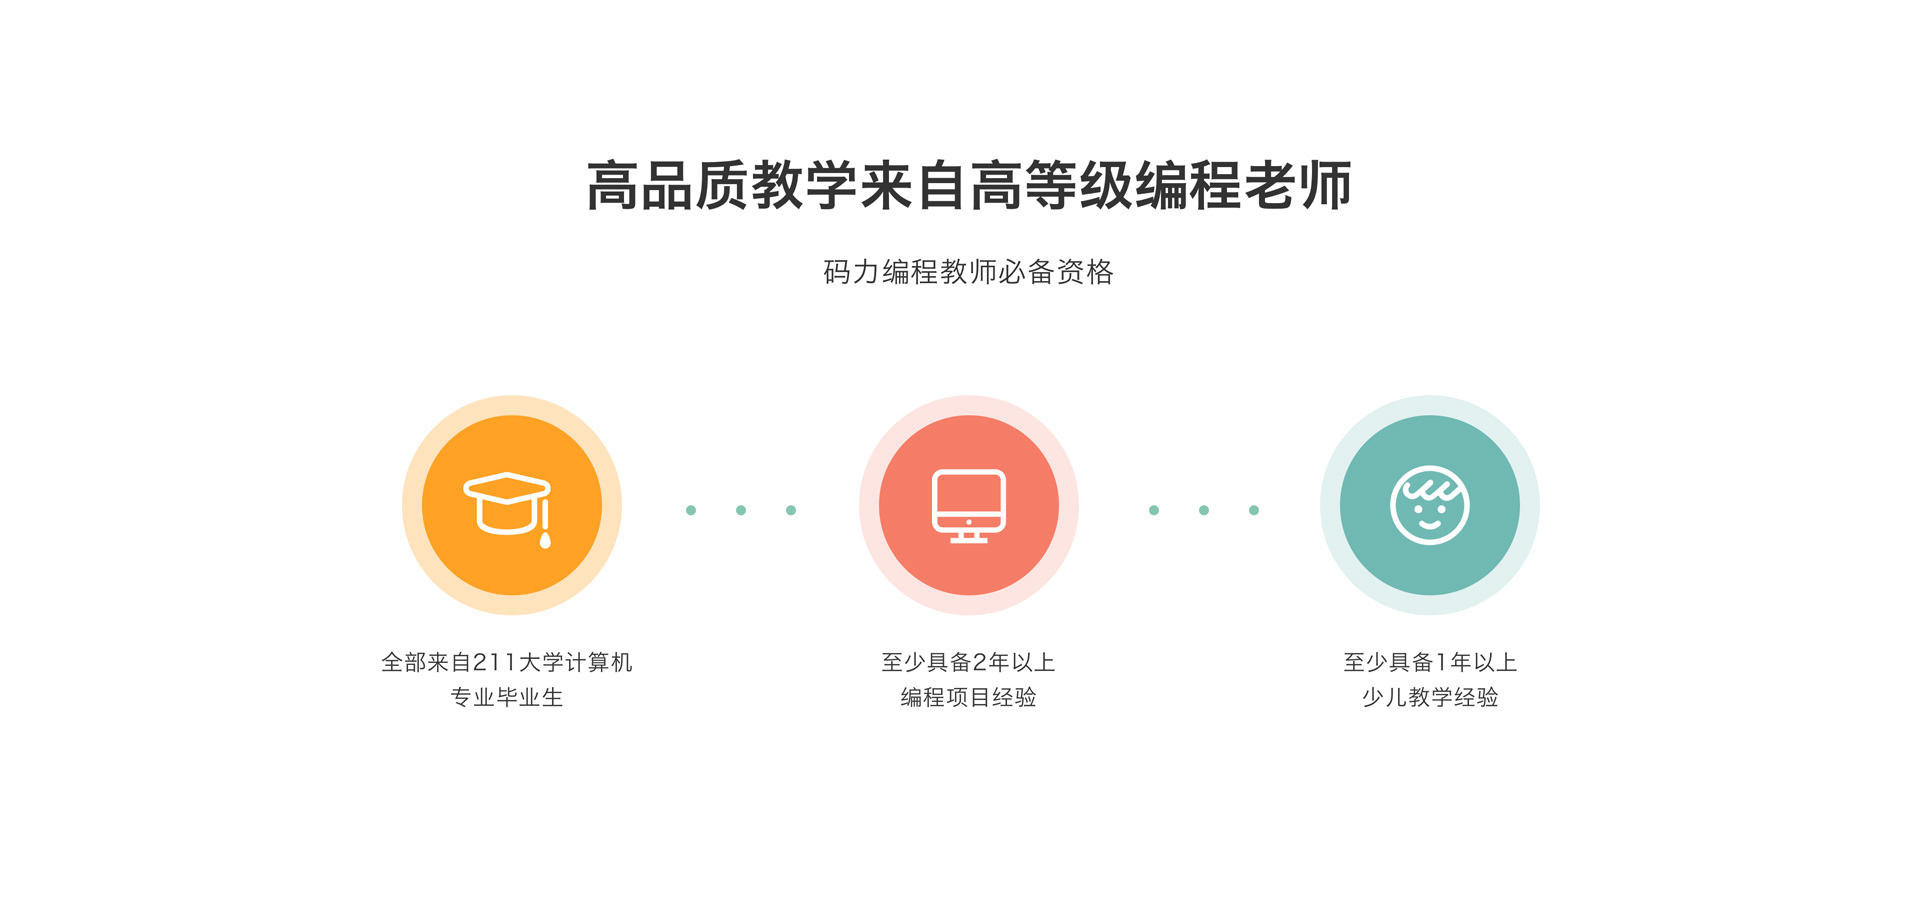 高品质教学来自高等级编程老师
码力编程教师必备资格
全部来自211大学计算机
专业毕业生
至少具备2年以上
编程项目经验
至少具备1年以上
少儿教学经验